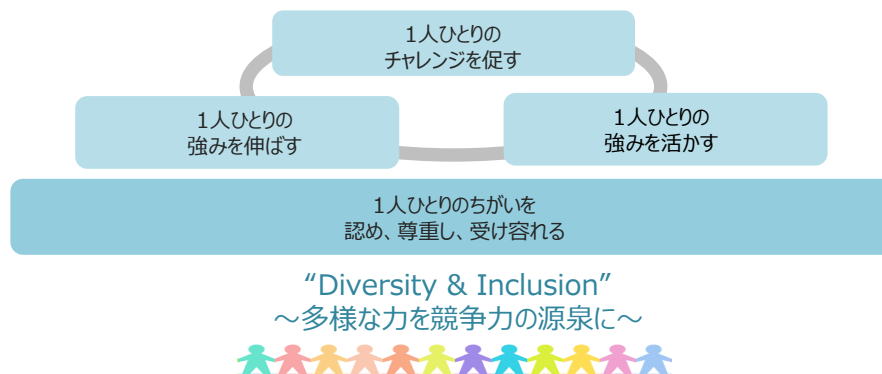 1人ひとりの
チャレンジを促す
1人ひとりの
強みを伸ばす
1人ひとりの
強みを活かす
1人ひとりのちがいを
認め、尊重し、受け容れる
“Diversity & Inclusion”
～多様な力を競争力の源泉に～